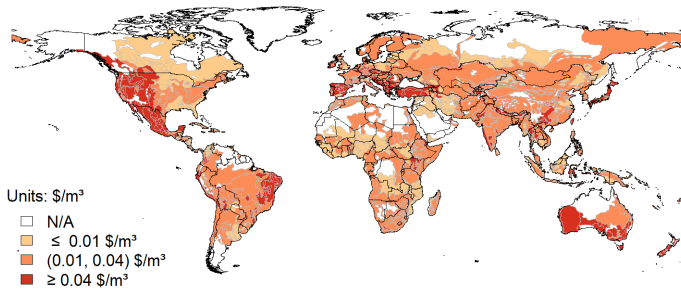 Units: $/m³
N/A
≤ 0.01 $/m³
(0.01, 0.04) $/m³
≥ 0.04 $/m³